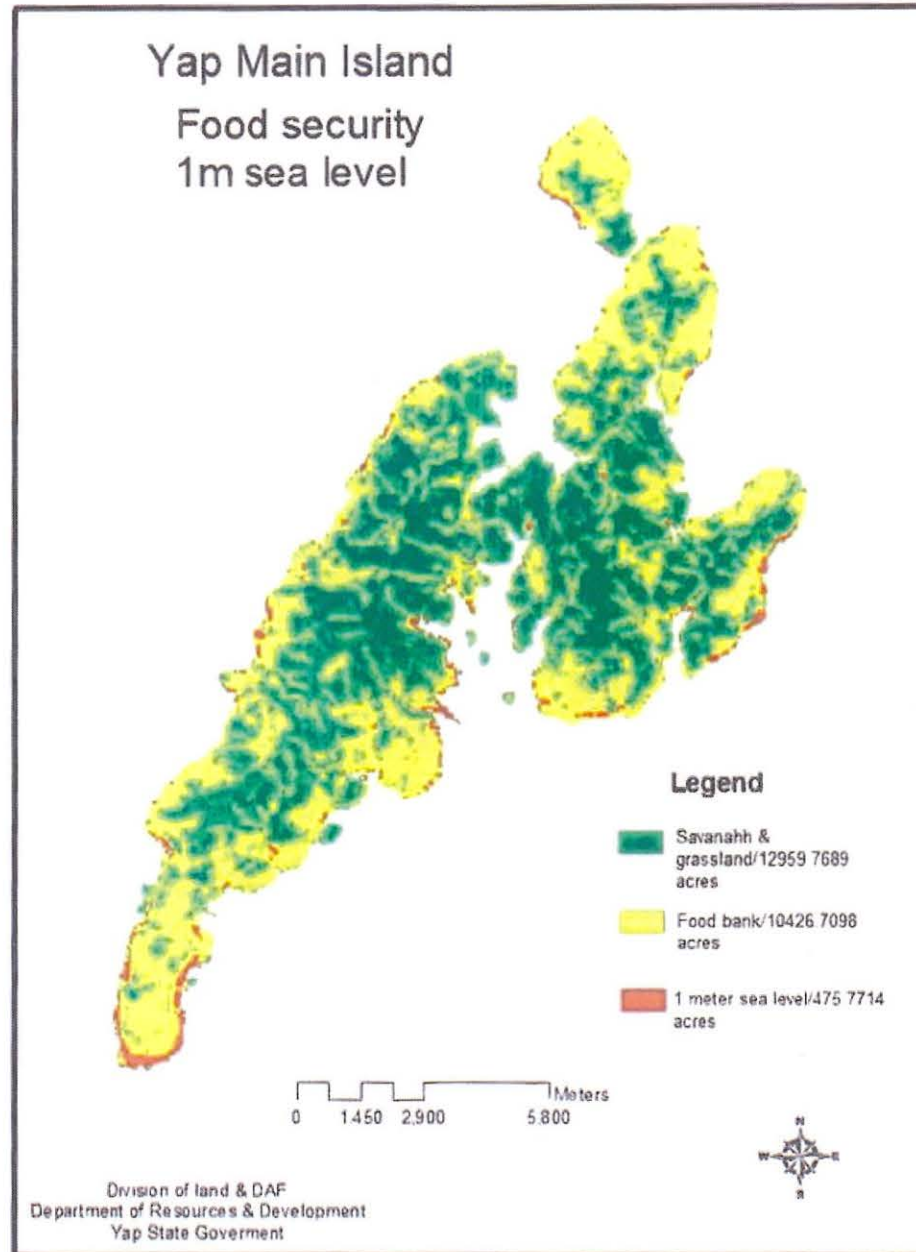 Yap Main Island
Food security
1m sea level
Legend
Savanahh &
grassland/12959 7689
acres
Food bank/10426 7098
acres
1 meter sea level/475 7714
acres
Meters
0 1.450 2.900 5.800
N
W E
S
Division of land & DAF
Department of Resources & Development
Yap State Goverment